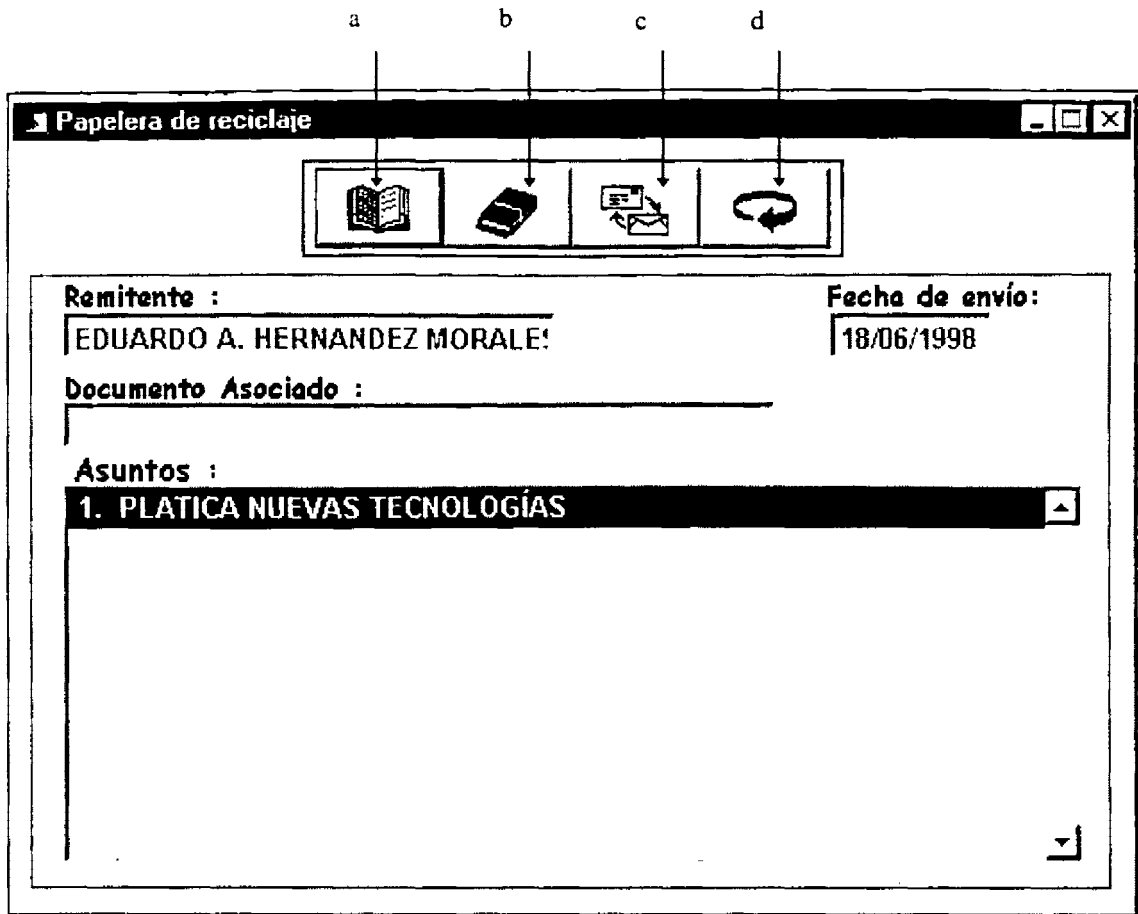 a b c d
Papelera de reciclaje
Remitente : Fecha de envío:
EDUARDO A. HERNANDEZ MORALES 18/06/1998
Documento Asociado :
Asuntos :
1. PLATICA NUEVAS TECNOLOGÍAS